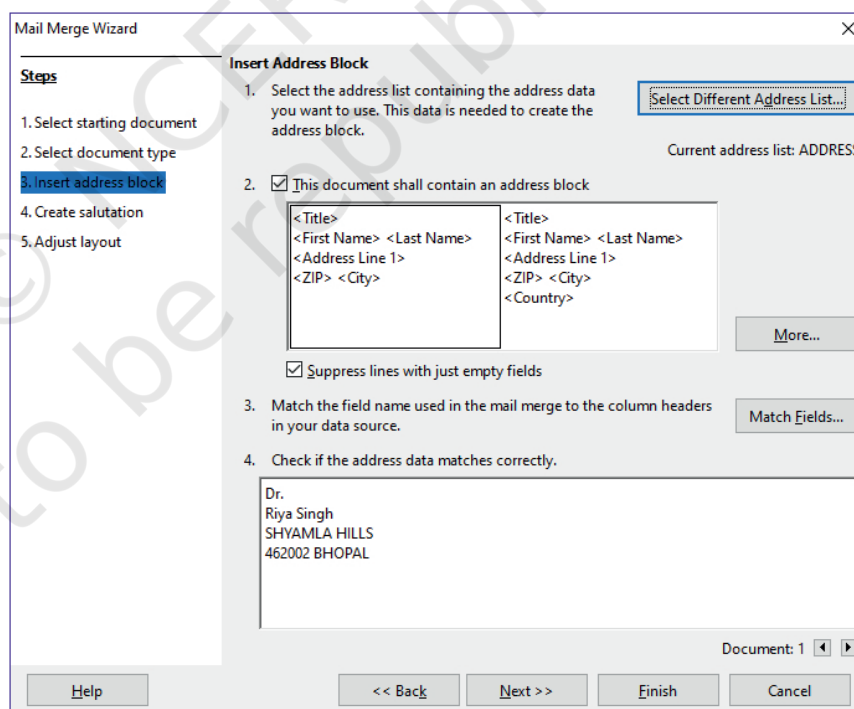 Mail Merge Wizard
Steps
1. Select starting document
2. Select document type
3. Insert address block
4. Create salutation
5. Adjust layout
Insert Address Block
1. Select the address list containing the address data
you want to use. This data is needed to create the
address block.
Select Different Address List...
Current address list: ADDRESS
2. This document shall contain an address block
<Title>
<First Name> <Last Name>
<Address Line 1>
<ZIP> <City>
<Title>
<First Name> <Last Name>
<Address Line 1>
<ZIP> <City>
<Country>
More...
Suppress lines with just empty fields
3. Match the field name used in the mail merge to the column headers
in your data source.
Match Fields...
4. Check if the address data matches correctly.
Dr.
Riya Singh
SHYAMLA HILLS
462002 BHOPAL
Document: 1
Help
<< Back
Next >>
Finish
Cancel
© NCER
to be republi